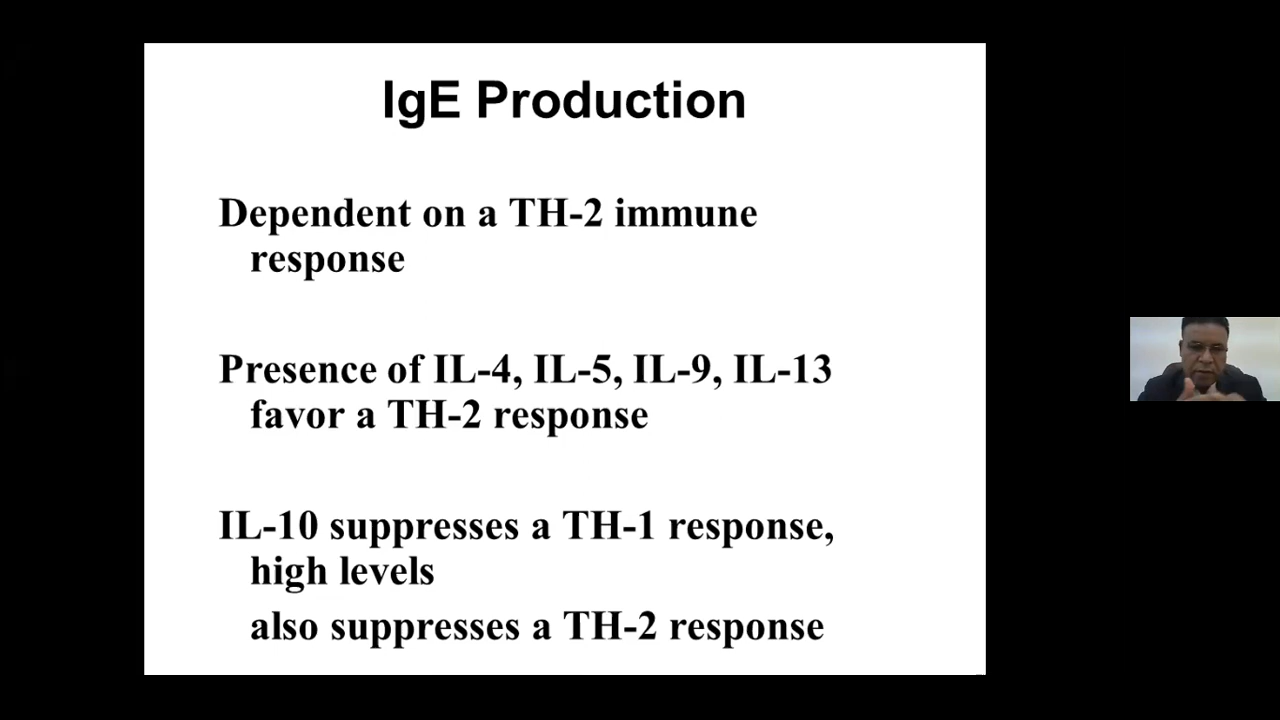 IgE Production
Dependent on a TH-2 immune
response
Presence of IL-4, IL-5, IL-9, IL-13
favor a TH-2 response
IL-10 suppresses a TH-1 response,
high levels
also suppresses a TH-2 response